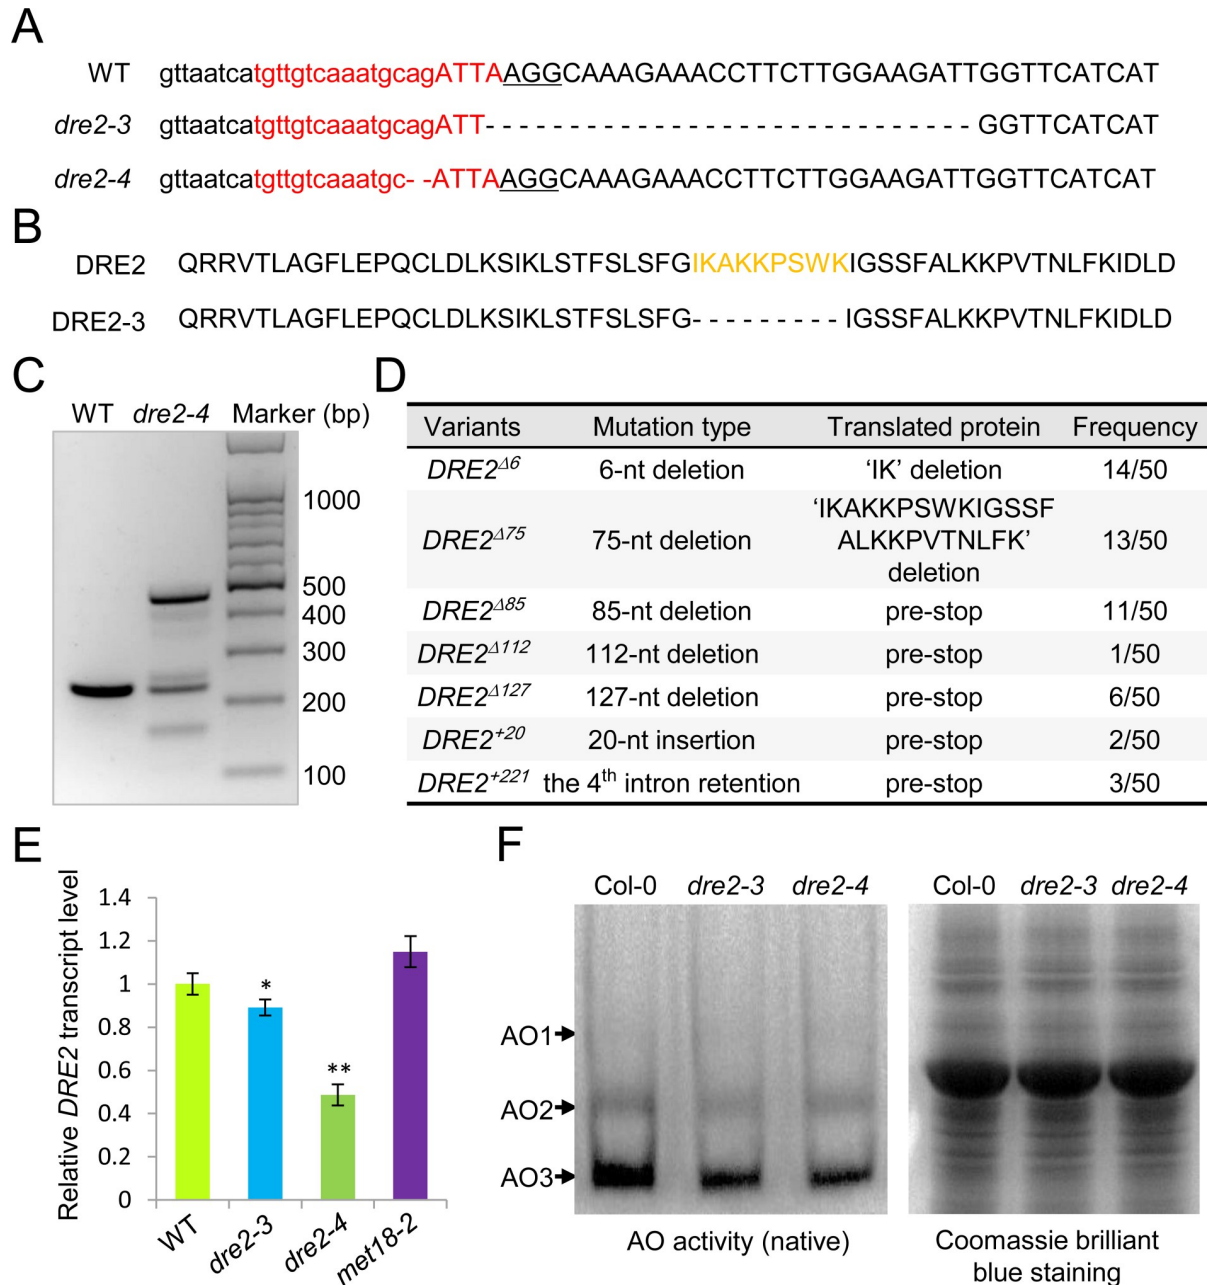 A
WT gttaatcatgttgtcaaatgcagATTAAGGCAAAGAAACCTTCTTGGAAGATTGGTTCATCAT
dre2-3 gttaatcatgttgtcaaatgcagATT- - - - - - - - - - - - - - - - - - - - - - - - - - - - - -GGTTCATCAT
dre2-4 gttaatcatgttgtcaaatgc- -ATTAAGGCAAAGAAACCTTCTTGGAAGATTGGTTCATCAT
B
DRE2 QRRVTLAGFLEPQCLDLKSIKLSTFSLSFGIKAKKPSWKIGSSFALKKPVTNLFKIDLD
DRE2-3 QRRVTLAGFLEPQCLDLKSIKLSTFSLSFG- - - - - - - - -IGSSFALKKPVTNLFKIDLD
C
WT dre2-4 Marker (bp)
1000
500
400
300
200
100
D
Variants Mutation type Translated protein Frequency
DRE2Δ6 6-nt deletion ‘IK’ deletion 14/50
DRE2Δ75 75-nt deletion ‘IKAKKPSWKIGSSF
ALKKPVTNLFK’
deletion 13/50
DRE2Δ85 85-nt deletion pre-stop 11/50
DRE2Δ112 112-nt deletion pre-stop 1/50
DRE2Δ127 127-nt deletion pre-stop 6/50
DRE2+20 20-nt insertion pre-stop 2/50
DRE2+221 the 4th intron retention pre-stop 3/50
E
Relative DRE2 transcript level
1.4
1.2
1
0.8
0.6
0.4
0.2
0
*
**
WT
dre2-3
dre2-4
met18-2
F
Col-0 dre2-3 dre2-4
AO1
AO2
AO3
AO activity (native)
Col-0 dre2-3 dre2-4
Coomassie brilliant
blue staining